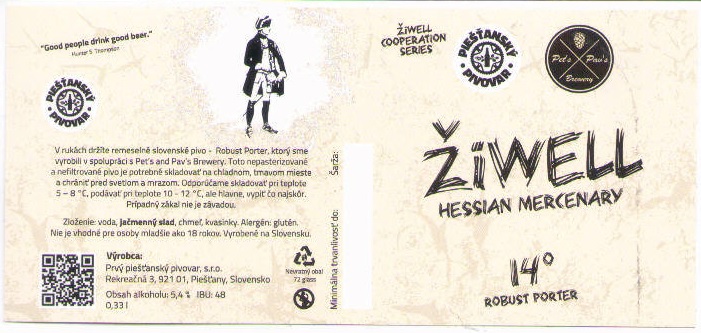 "Good people drink good beer."
Hunter S Thompson
PIEŠŤANSKÝ
PIVOVAR
V rukách držíte remeselné slovenské pivo - Robust Porter, ktorý sme
vyrobili v spolupráci s Pet's and Pav's Brewery. Toto nepasterizované
a nefiltrované pivo je potrebné skladovať na chladnom, tmavom mieste
a chrániť pred svetlom a mrazom. Odporúčame skladovať pri teplote
5 – 8 °C, podávať pri teplote 10 - 12 °C, ale hlavne, vypiť čo najskôr.
Prípadný zákal nie je závadou.
Zloženie: voda, jačmenný slad, chmeľ, kvasinky. Alergén: glutén.
Nie je vhodné pre osoby mladšie ako 18 rokov. Vyrobené na Slovensku.
Výrobca:
Prvý piešťanský pivovar, s.r.o.
Rekreačná 3, 921 01, Piešťany, Slovensko
Obsah alkoholu: 5,4 % IBU: 48
0,33 l
Nevratný obal
72 glass
Minimálna trvanlivosť do:
Šarža:
ŽiWELL
COOPERATION
SERIES
PIEŠŤANSKÝ
PIVOVAR
Pet's Pav's
Brewery
ŽiWELL
HESSIAN MERCENARY
14°
ROBUST PORTER